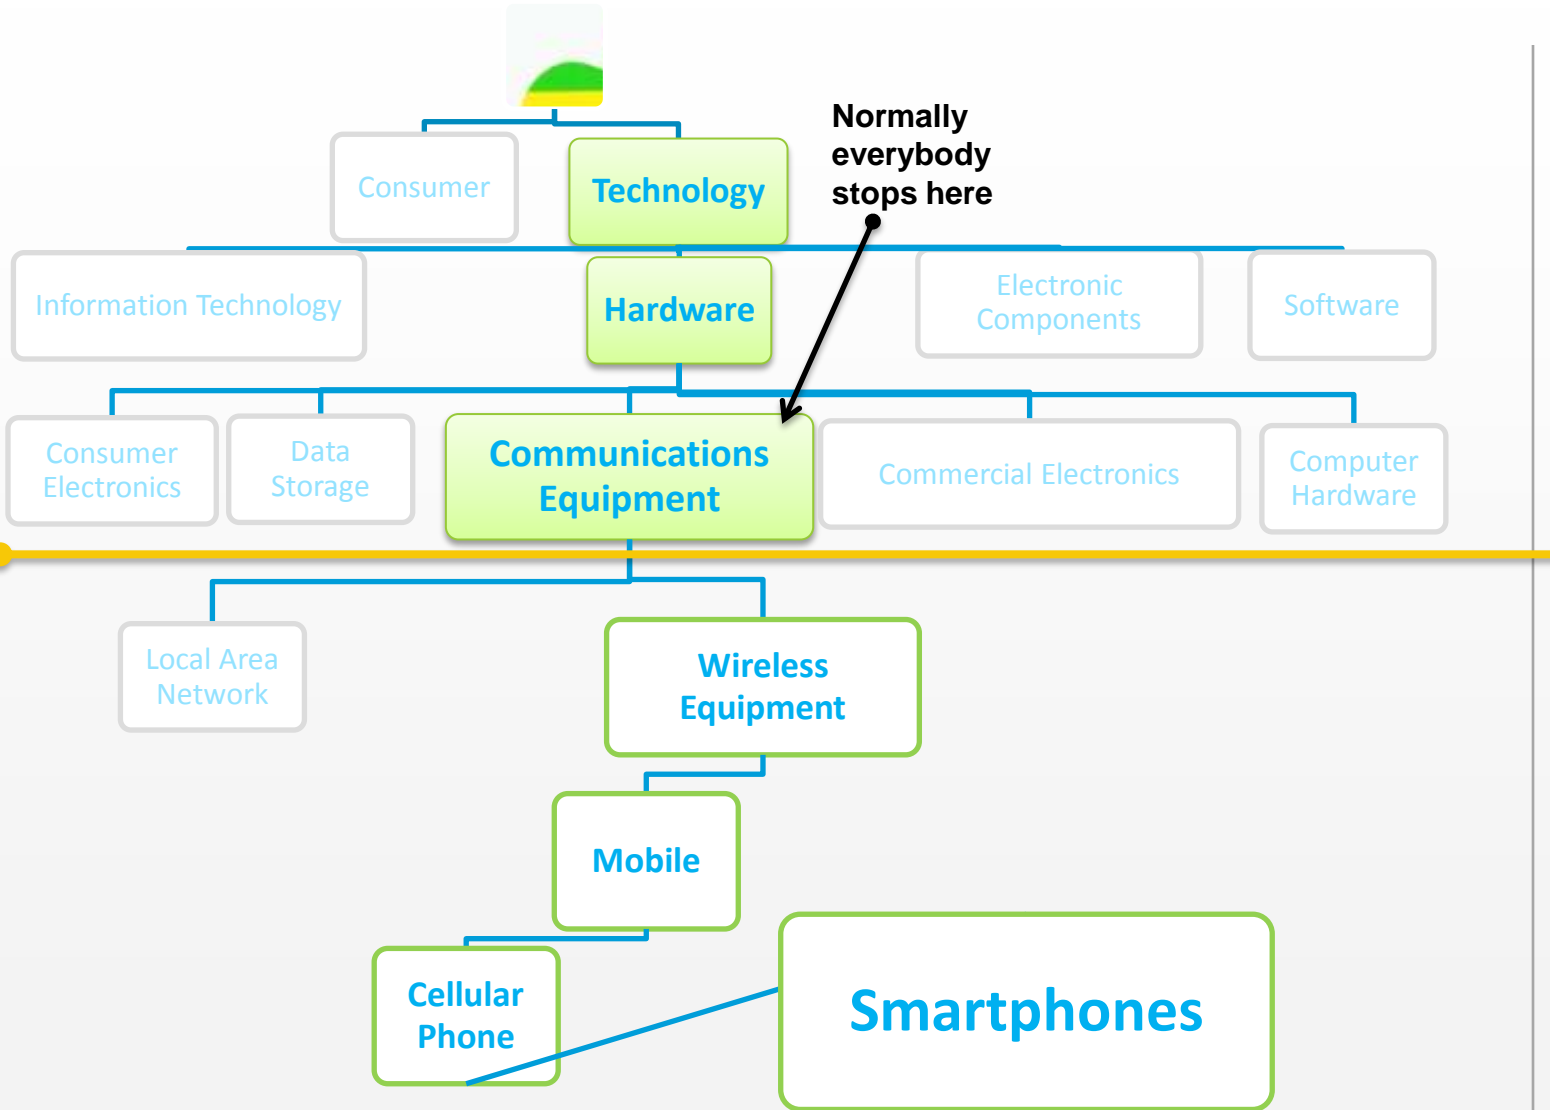 Normally
everybody
stops here
Consumer
Technology
Information Technology
Hardware
Electronic
Components
Software
Consumer
Electronics
Data
Storage
Communications
Equipment
Commercial Electronics
Computer
Hardware
Local Area
Network
Wireless
Equipment
Mobile
Cellular
Phone
Smartphones